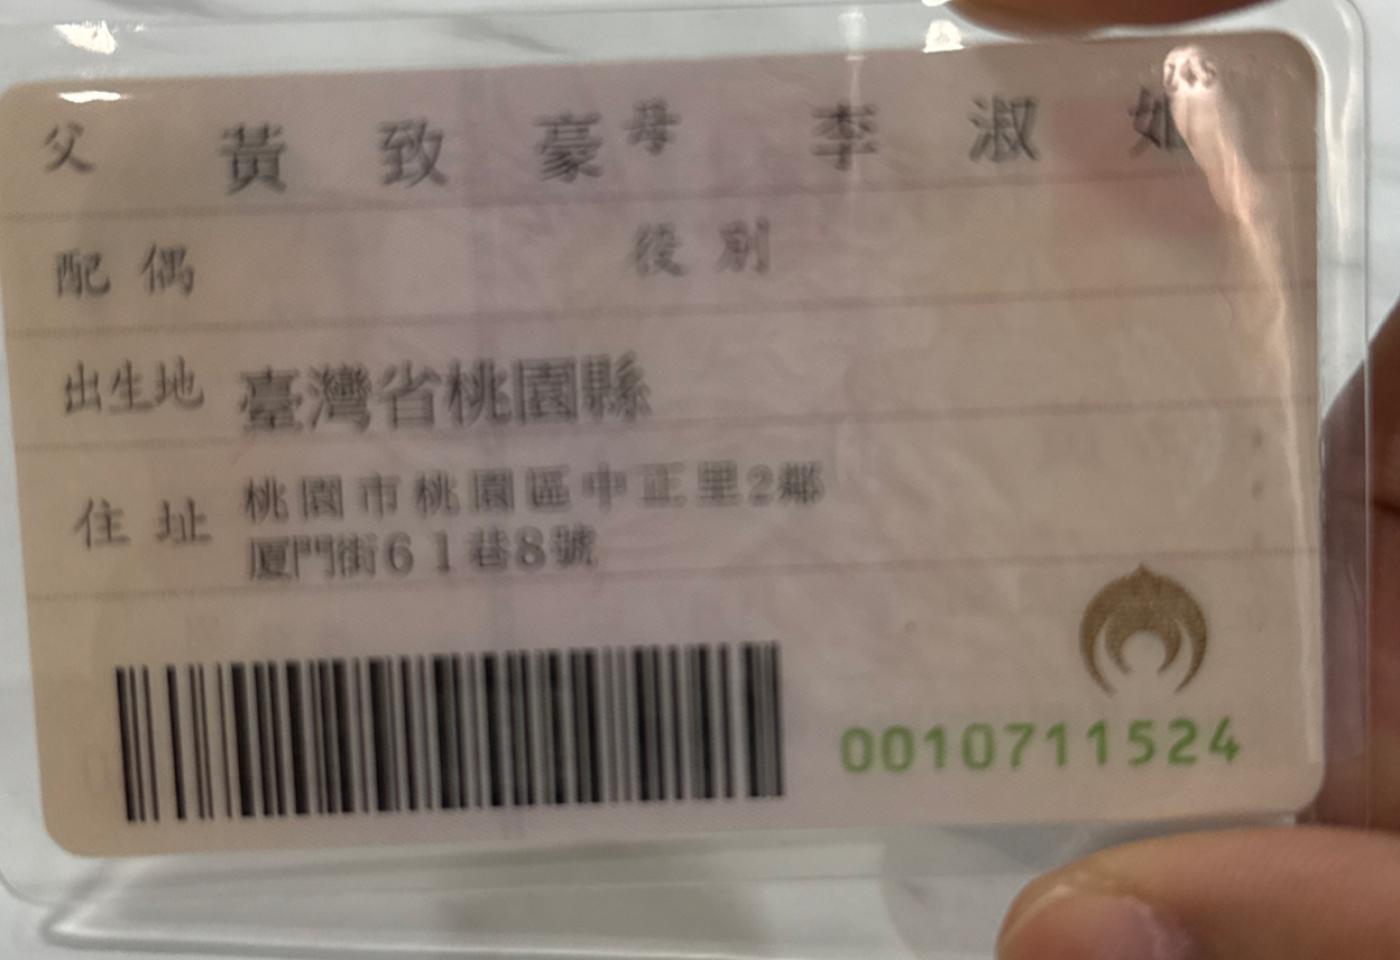 父 黃致豪 母 李淑
配偶 役別
出生地 臺灣省桃園縣
住址 桃園市桃園區中正里2鄰
厦門街61巷8號
0010711524